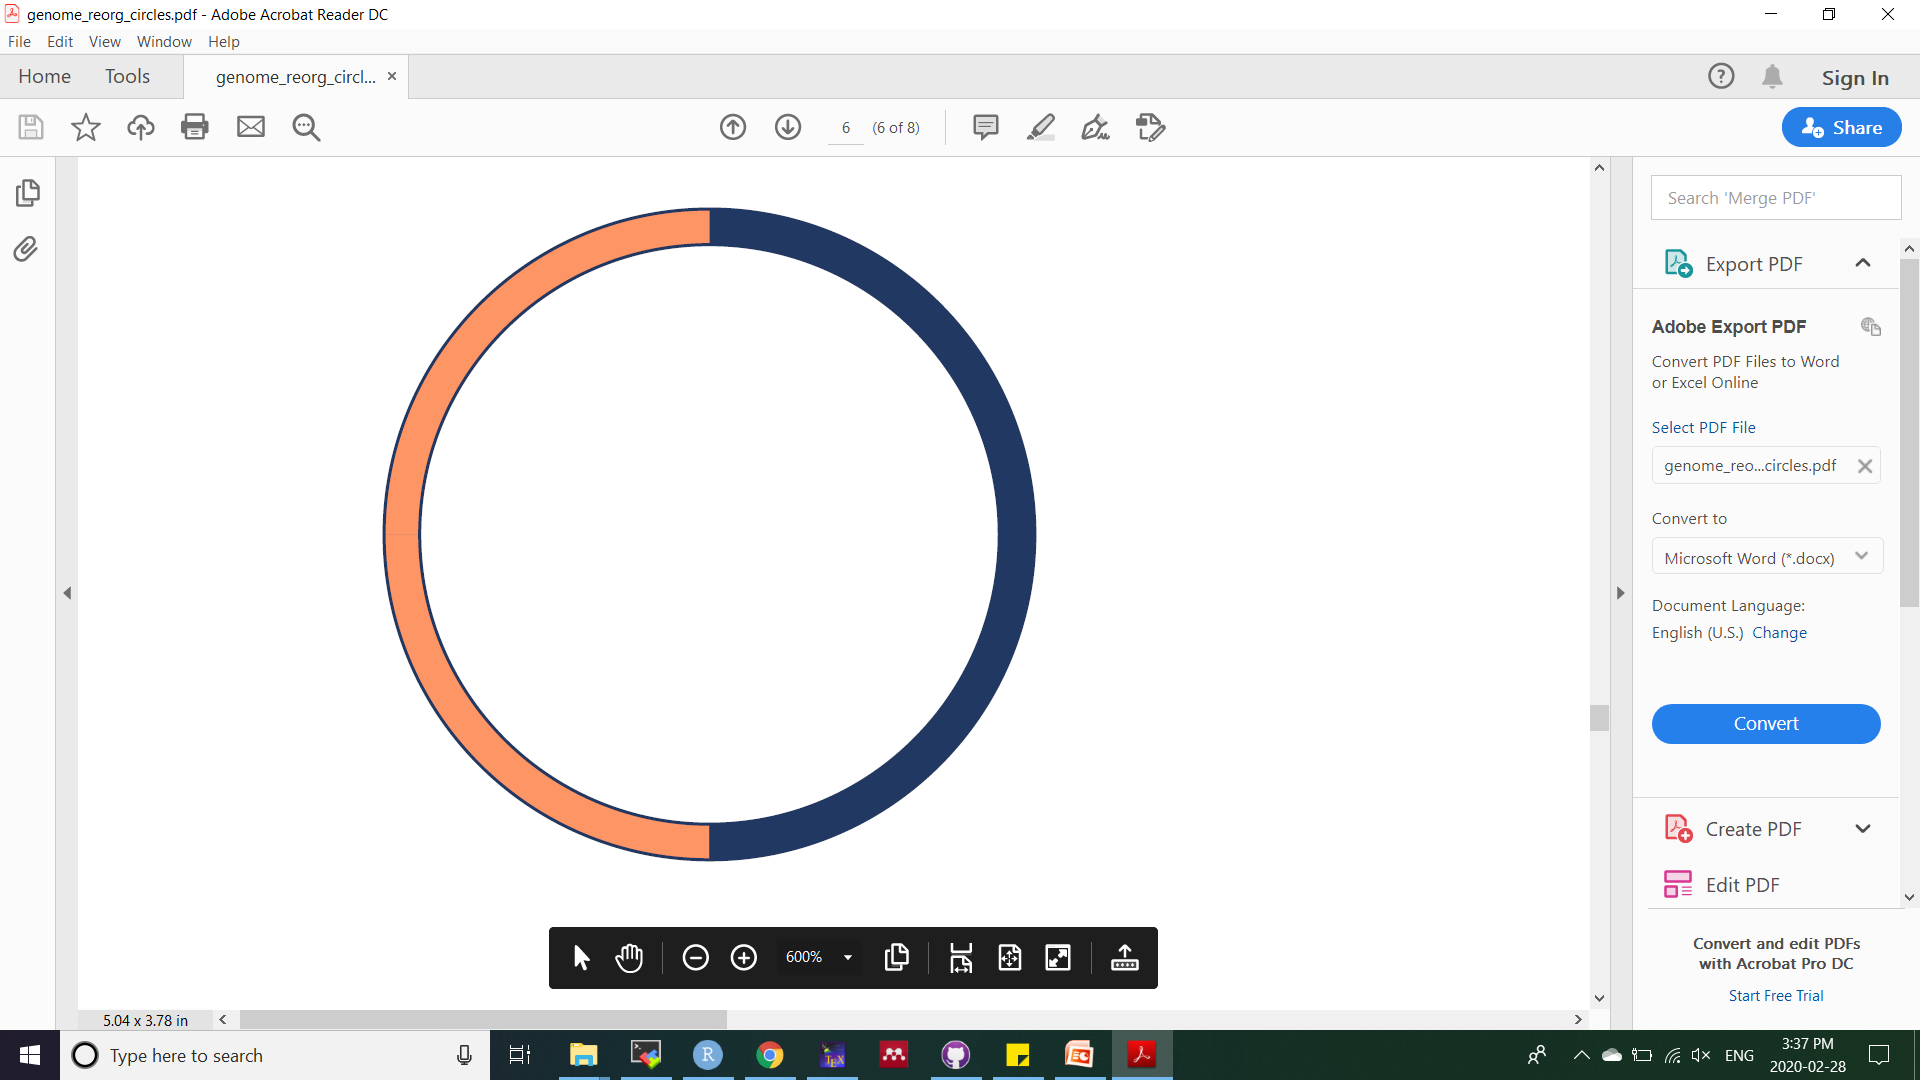 genome_reorg_circles.pdf - Adobe Acrobat Reader DC
File Edit View Window Help
Home Tools genome_reorg_circl... × Sign In
6 (6 of 8) Share
Search 'Merge PDF'
Export PDF
Adobe Export PDF
Convert PDF Files to Word
or Excel Online
Select PDF File
genome_reo...circles.pdf
Convert to
Microsoft Word (*.docx)
Document Language:
English (U.S.) Change
Convert
Create PDF
Edit PDF
Convert and edit PDFs
with Acrobat Pro DC
Start Free Trial
600%
5.04 x 3.78 in
Type here to search
R
TEX
ENG
3:37 PM
2020-02-28